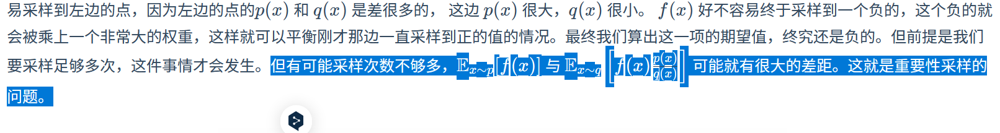 易采样到左边的点，因为左边的点的p(x) 和 q(x) 是差很多的， 这边 p(x) 很大，q(x) 很小。 f(x) 好不容易终于采样到一个负的，这个负的就
会被乘上一个非常大的权重，这样就可以平衡刚才那边一直采样到正的值的情况。最终我们算出这一项的期望值，终究还是负的。但前提是我们
要采样足够多次，这件事情才会发生。但有可能采样次数不够多，𝔼_{x∼p}[f(x)] 与 𝔼_{x∼q}[f(x) \frac{p(x)}{q(x)}] 可能就有很大的差距。这就是重要性采样的
问题。